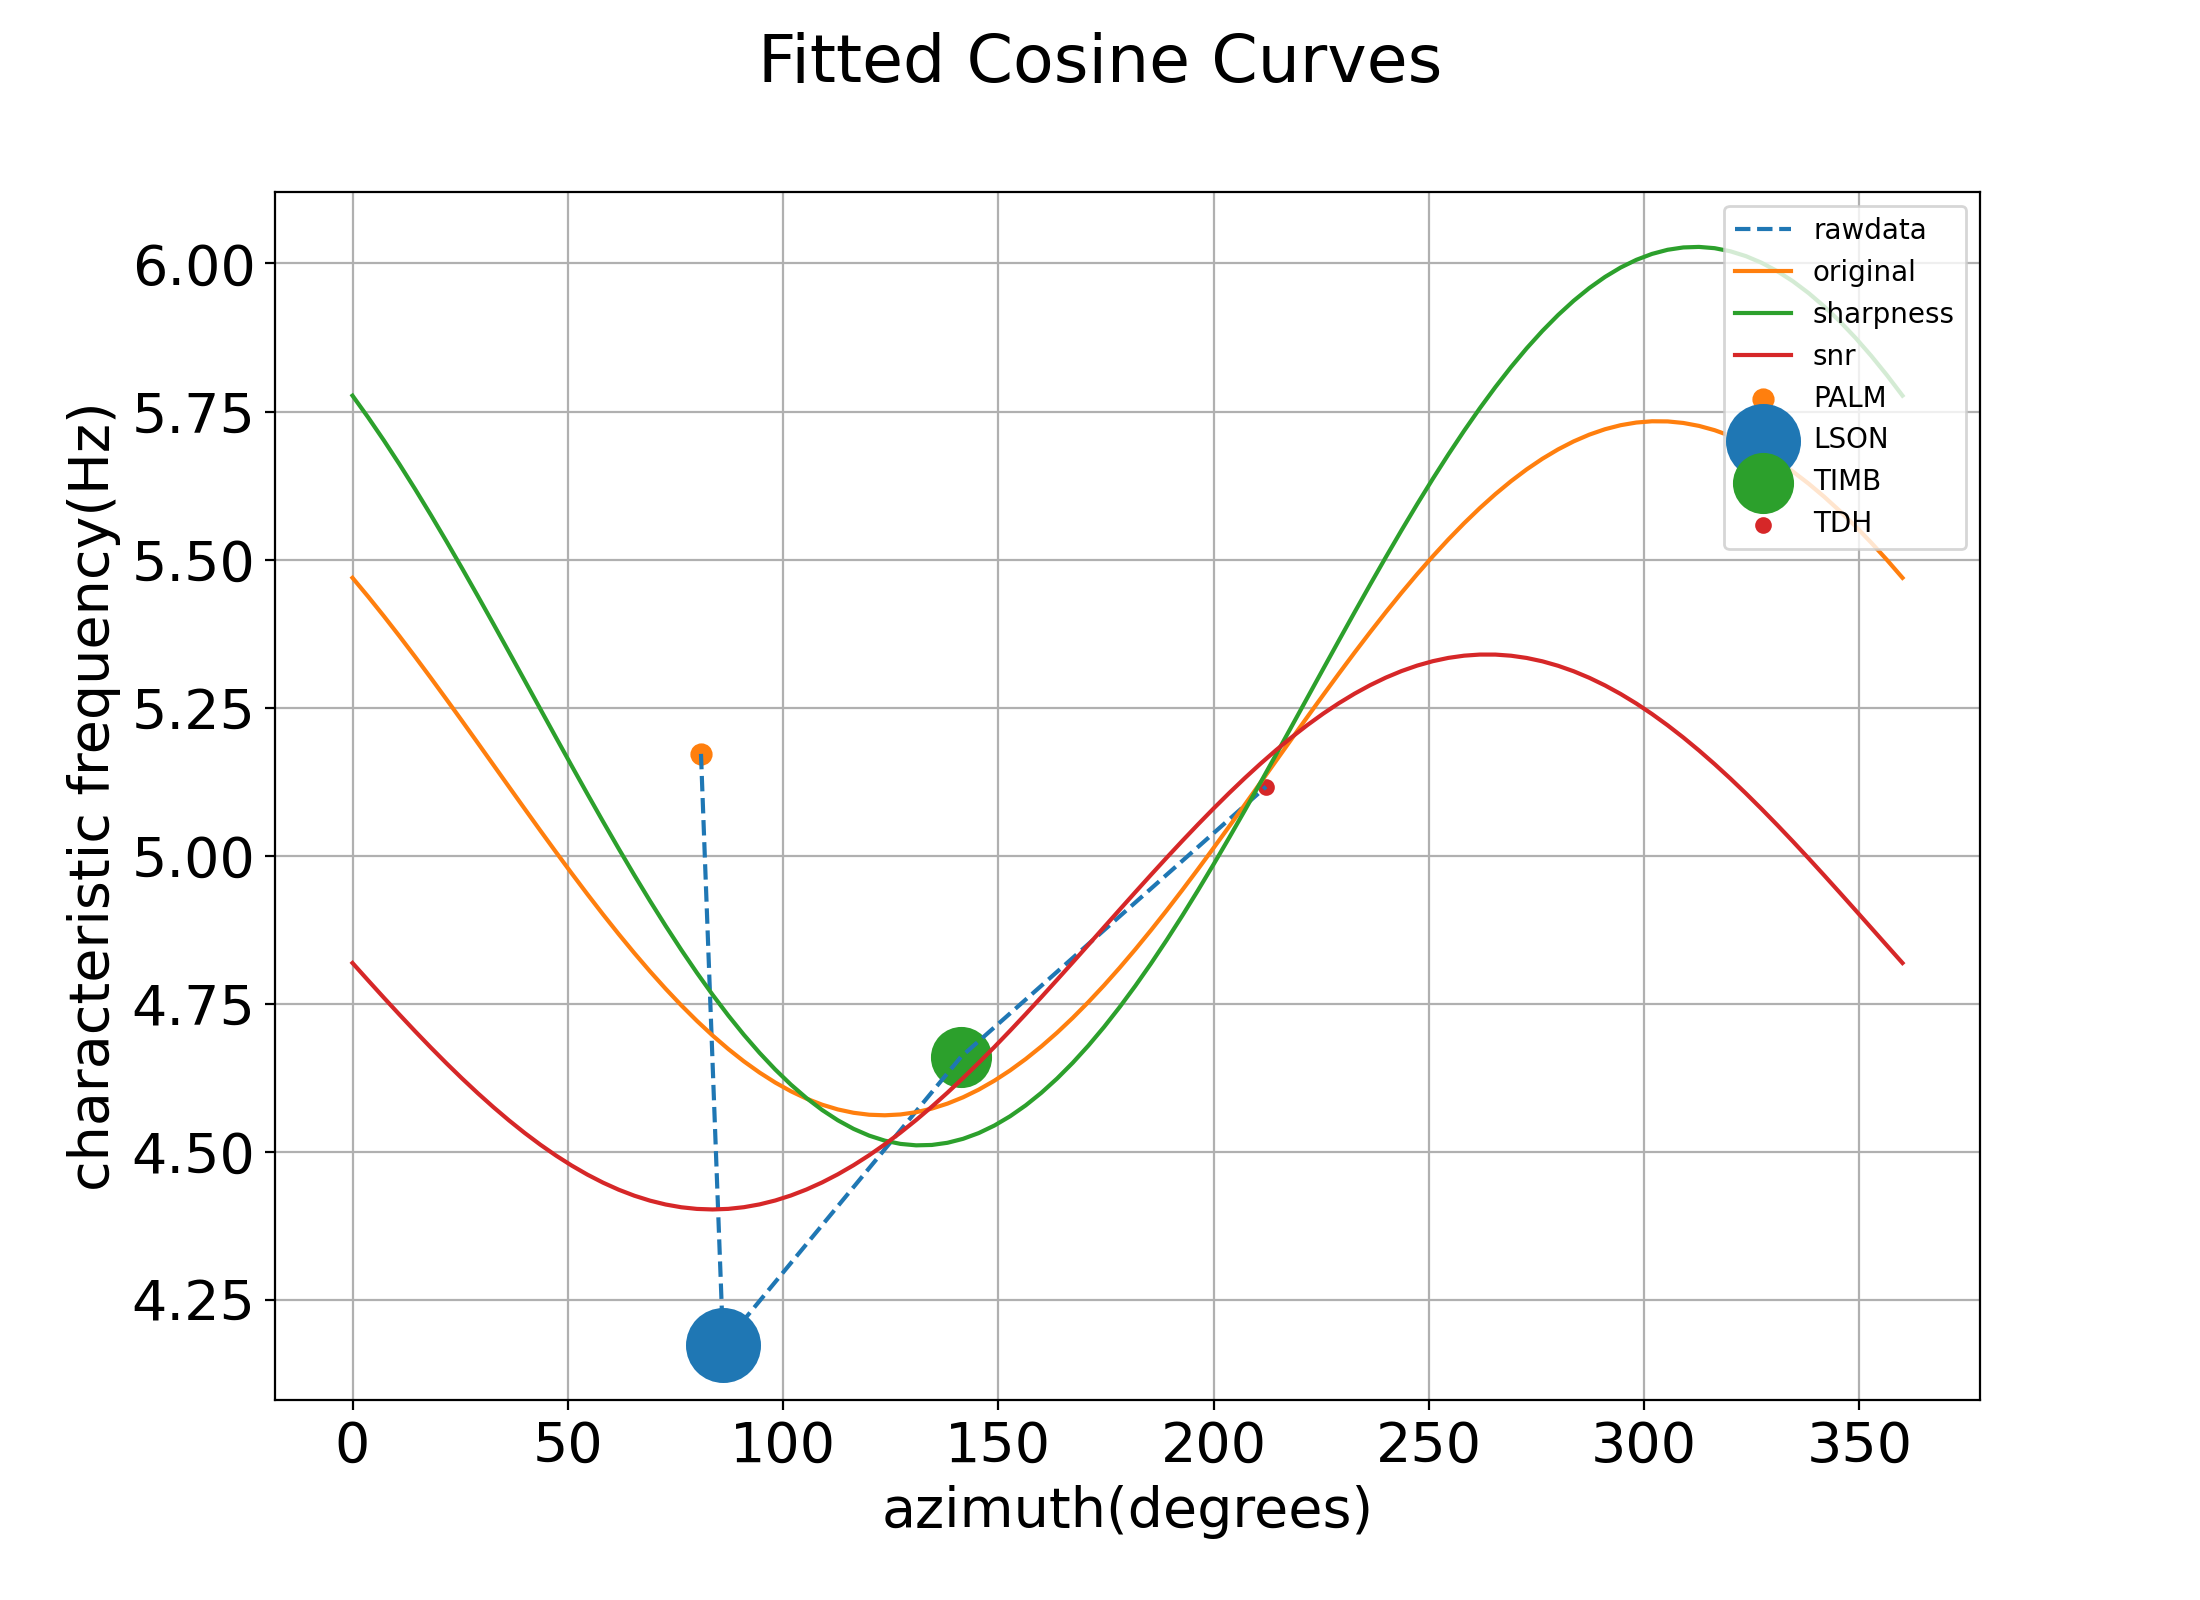 Fitted Cosine Curves
characteristic frequency(Hz)
6.00
5.75
5.50
5.25
5.00
4.75
4.50
4.25
rawdata
original
sharpness
snr
PALM
LSON
TIMB
TDH
0 50 100 150 200 250 300 350
azimuth(degrees)